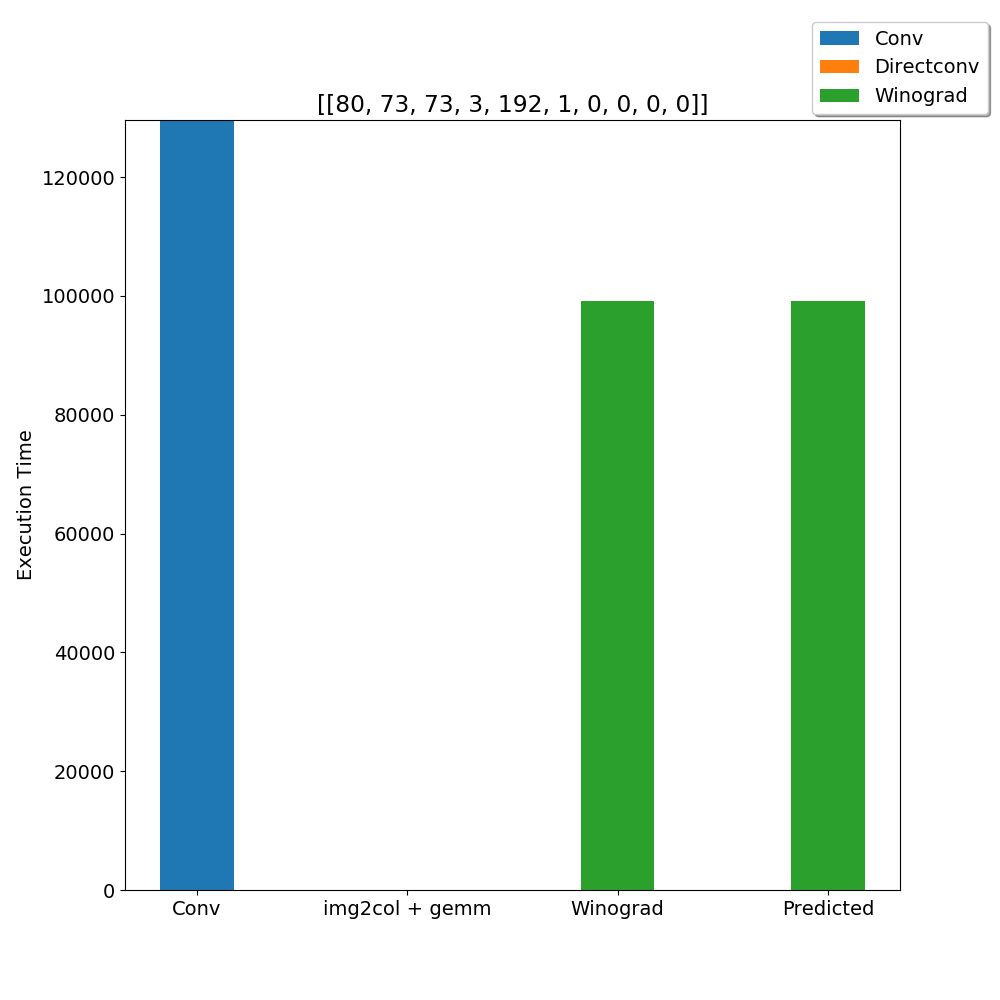 Conv
Directconv
Winograd
[[80, 73, 73, 3, 192, 1, 0, 0, 0, 0]]
120000
100000
80000
60000
40000
20000
0
Execution Time
Conv
img2col + gemm
Winograd
Predicted